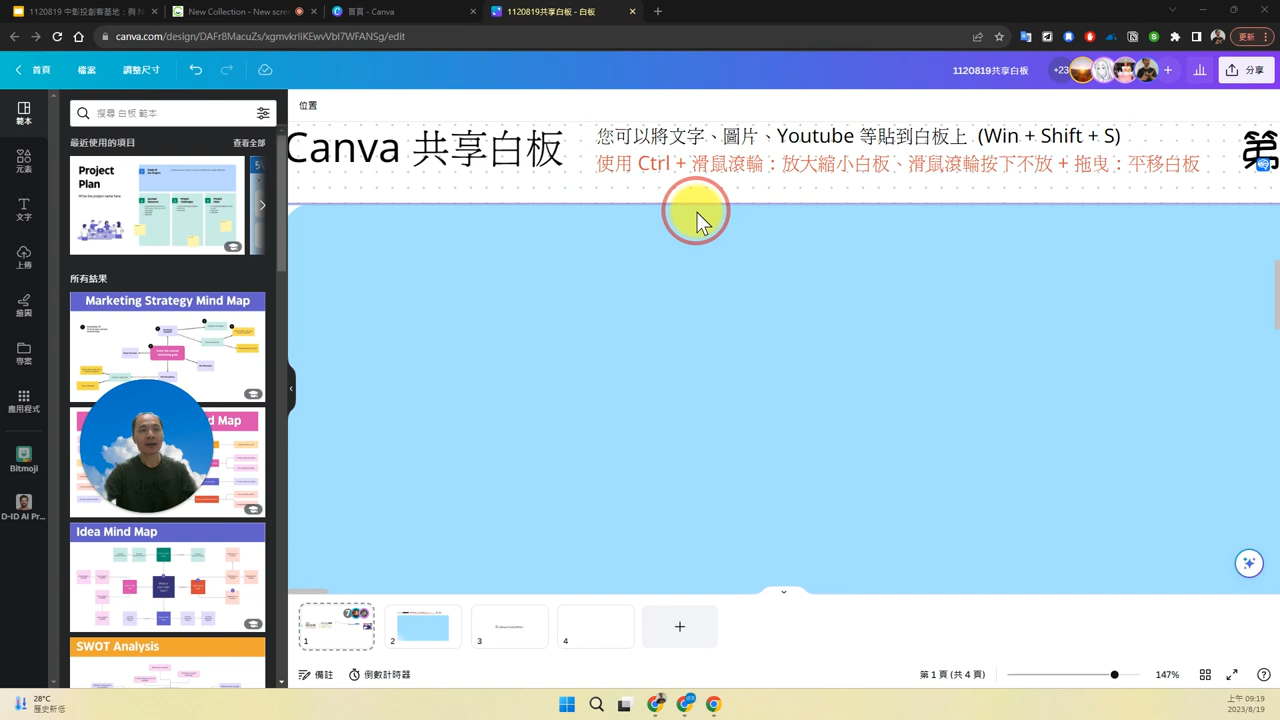 1120819 中彰投創客基地：與 N
New Collection - New scree
首頁 - Canva
1120819共享白板 - 白板
canva.com/design/DAFr8MacuZs/xgmvkrliKEwvVbI7WFANSg/edit
更新
首頁
檔案
調整尺寸
1120819共享白板
+23
分享
範本
元素
文字
上傳
繪圖
專案
應用程式
Bitmoji
D-ID AI Pr...
搜尋 白板 範本
最近使用的項目
查看全部
Project
Plan
所有結果
Marketing Strategy Mind Map
d Map
Idea Mind Map
SWOT Analysis
位置
Canva 共享白板
您可以將文字、圖片、Youtube 等貼到白板上 (Win + Shift + S)
使用 Ctrl + 滑鼠滾輪：放大縮小白板、滑鼠滾輪按下不放 + 拖曳：平移白板
第
7
1
2
3
4
備註
倒數計時器
第 1 頁 (共 4 頁)
147%
28°C
歷史新低
上午 09:19
2023/8/19